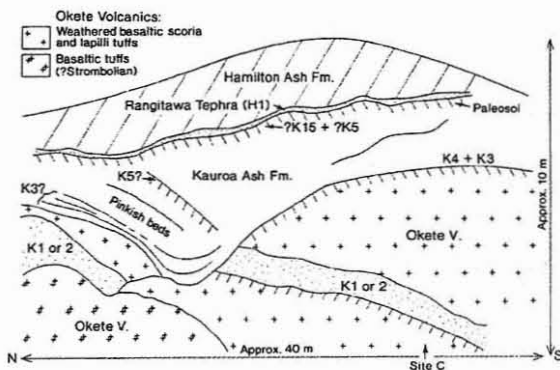 Okete Volcanics:
Weathered basaltic scoria
and lapilli tuffs
Basaltic tuffs
(?Strombolian)
Hamilton Ash Fm.
Rangitawa Tephra (H1)
Paleosol
?K15 + ?K5
K5?
Kauroa Ash Fm.
K4 + K3
K3?
Pinkish beds
Okete V.
K1 or 2
K1 or 2
Okete V.
Approx. 10 m
N
Approx. 40 m
S
Site C